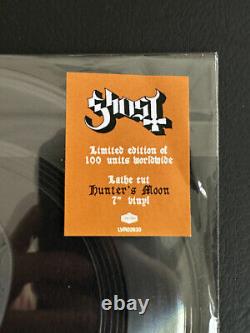 Ghost
Limited edition of
100 units worldwide
Lathe cut
Hunter's Moon
7" vinyl